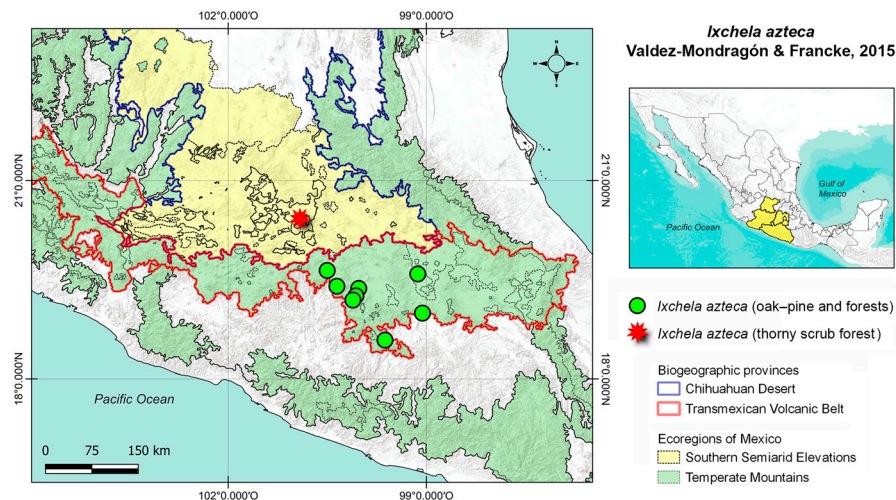 102°0.000'O
99°0.000'O
Ixchela azteca
Valdez-Mondragón & Francke, 2015
N
W
E
S
21°0.000'N
21°0.000'N
Gulf of
Mexico
Pacific Ocean
Ixchela azteca (oak–pine and forests)
Ixchela azteca (thorny scrub forest)
Biogeographic provinces
Chihuahuan Desert
Transmexican Volcanic Belt
18°0.000'N
18°0.000'N
Pacific Ocean
Ecoregions of Mexico
Southern Semiarid Elevations
Temperate Mountains
0 75 150 km
102°0.000'O
99°0.000'O